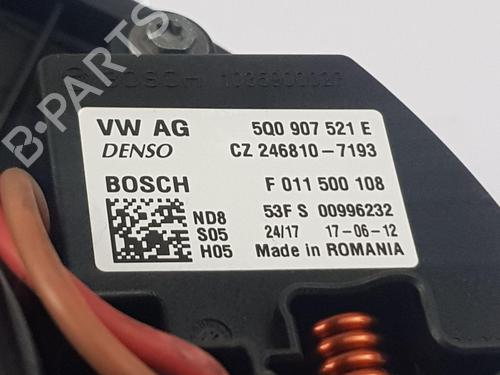 B-PARTS
BOSCH
VW AG 5Q0 907 521 E
DENSO CZ 246810-7193
BOSCH F 011 500 108
ND8 53F S 00996232
S05 24/17 17-06-12
H05 Made in ROMANIA